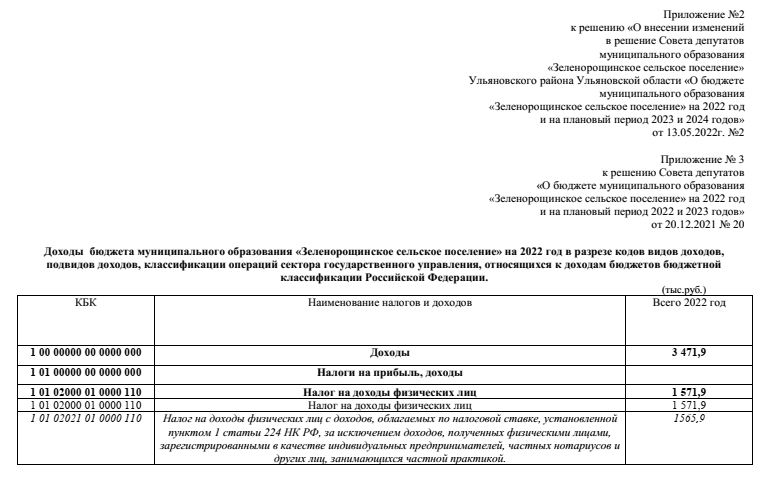 Приложение №2
к решению «О внесении изменений
в решение Совета депутатов
муниципального образования
«Зеленорощинское сельское поселение»
Ульяновского района Ульяновской области «О бюджете
муниципального образования
«Зеленорощинское сельское поселение» на 2022 год
и на плановый период 2023 и 2024 годов»
от 13.05.2022г. №2
Приложение № 3
к решению Совета депутатов
«О бюджете муниципального образования
«Зеленорощинское сельское поселение» на 2022 год
и на плановый период 2022 и 2023 годов»
от 20.12.2021 № 20
Доходы бюджета муниципального образования «Зеленорощинское сельское поселение» на 2022 год в разрезе кодов видов доходов,
подвидов доходов, классификации операций сектора государственного управления, относящихся к доходам бюджетов бюджетной
классификации Российской Федерации.
(тыс.руб.)
КБК Наименование налогов и доходов Всего 2022 год
1 00 00000 00 0000 000 Доходы 3 471,9
1 01 00000 00 0000 000 Налоги на прибыль, доходы
1 01 02000 01 0000 110 Налог на доходы физических лиц 1 571,9
1 01 02000 01 0000 110 Налог на доходы физических лиц 1 571,9
1 01 02021 01 0000 110 Налог на доходы физических лиц с доходов, облагаемых по налоговой ставке, установленной 1565,9
пунктом 1 статьи 224 НК РФ, за исключением доходов, полученных физическими лицами,
зарегистрированными в качестве индивидуальных предпринимателей, частных нотариусов и
других лиц, занимающихся частной практикой.